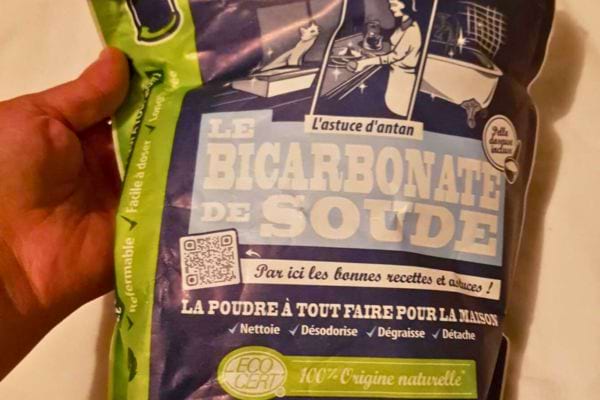 L'astuce d'antan
Pelle
doseuse
incluse
LE
BICARBONATE
DE SOUDE
Par ici les bonnes recettes et astuces !
LA POUDRE À TOUT FAIRE POUR LA MAISON
✓ Nettoie ✓ Désodorise ✓ Dégraisse ✓ Détache
ECO
CERT
100% Origine naturelle
Refermable ✓ Facile à doser ✓